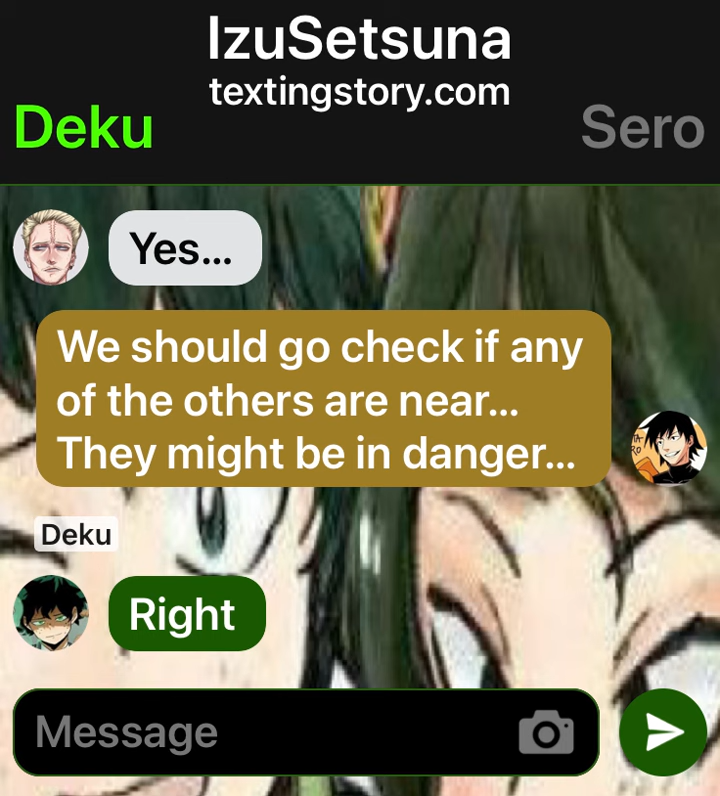 IzuSetsuna
textingstory.com
Deku
Sero
Yes...
We should go check if any
of the others are near...
They might be in danger...
Deku
Right
Message